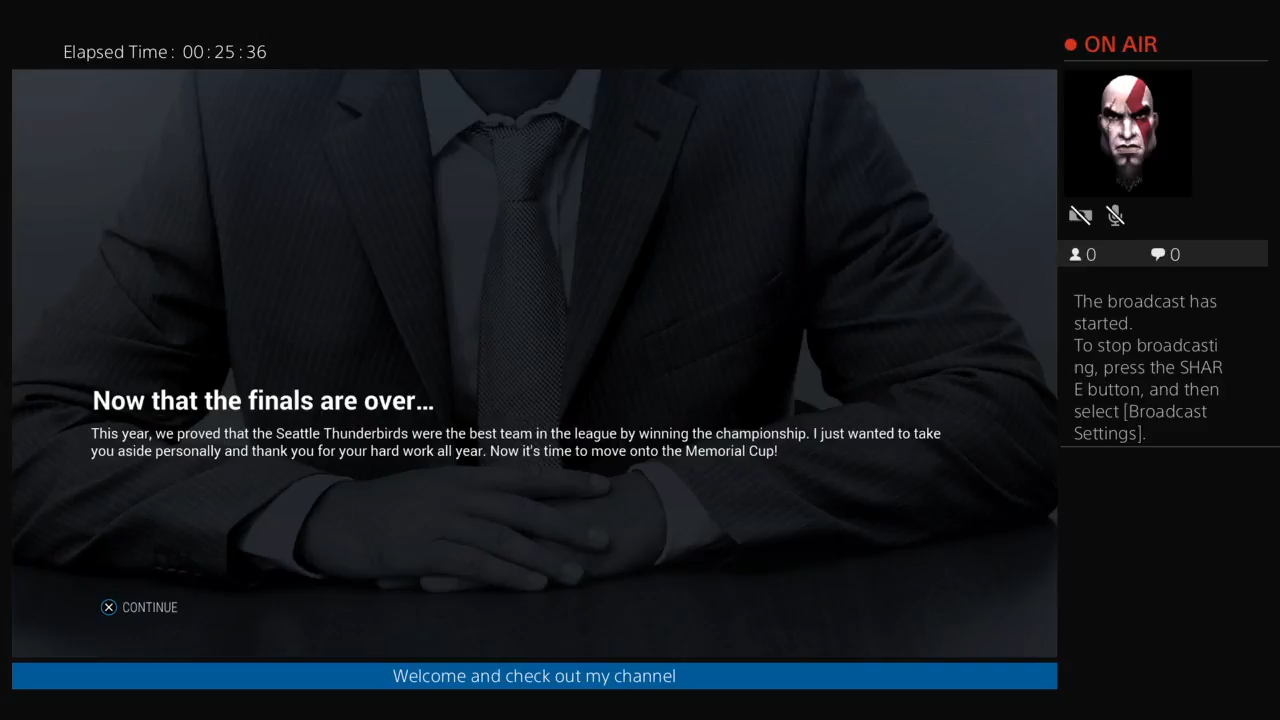 Elapsed Time: 00:25:36
ON AIR
0 0
The broadcast has
started.
To stop broadcasti
ng, press the SHAR
E button, and then
select [Broadcast
Settings].
Now that the finals are over...
This year, we proved that the Seattle Thunderbirds were the best team in the league by winning the championship. I just wanted to take
you aside personally and thank you for your hard work all year. Now it's time to move onto the Memorial Cup!
CONTINUE
Welcome and check out my channel